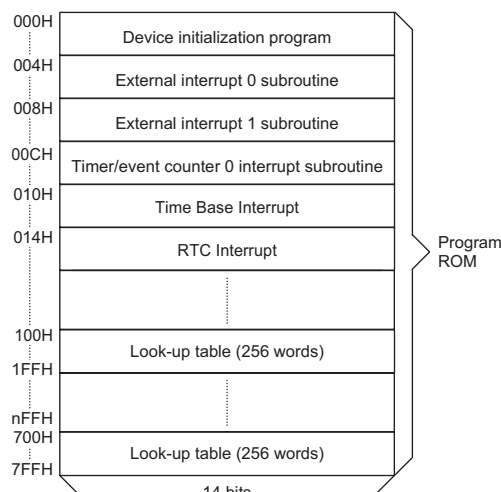 000H
Device initialization program
004H
External interrupt 0 subroutine
008H
External interrupt 1 subroutine
00CH
Timer/event counter 0 interrupt subroutine
010H
Time Base Interrupt
014H
RTC Interrupt
Program
ROM
100H
Look-up table (256 words)
1FFH
nFFH
700H
Look-up table (256 words)
7FFH
14 bits